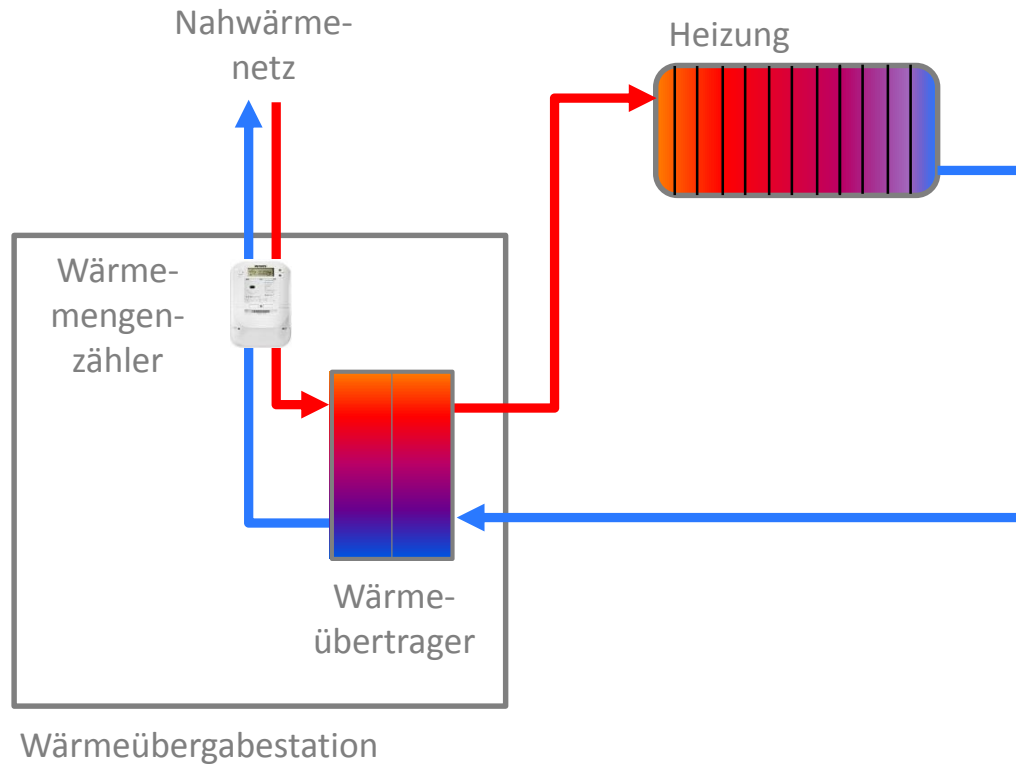 Nahwärme-
netz
Heizung
Wärme-
mengen-
zähler
Wärme-
übertrager
Wärmeübergabestation